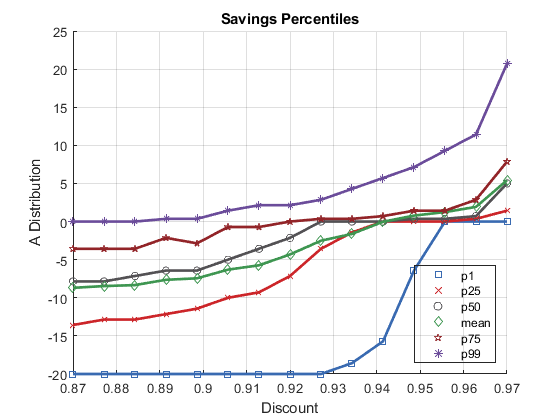 Savings Percentiles
25
20
15
10
5
0
-5
-10
-15
-20
A Distribution
p1
p25
p50
mean
p75
p99
0.87 0.88 0.89 0.9 0.91 0.92 0.93 0.94 0.95 0.96 0.97
Discount